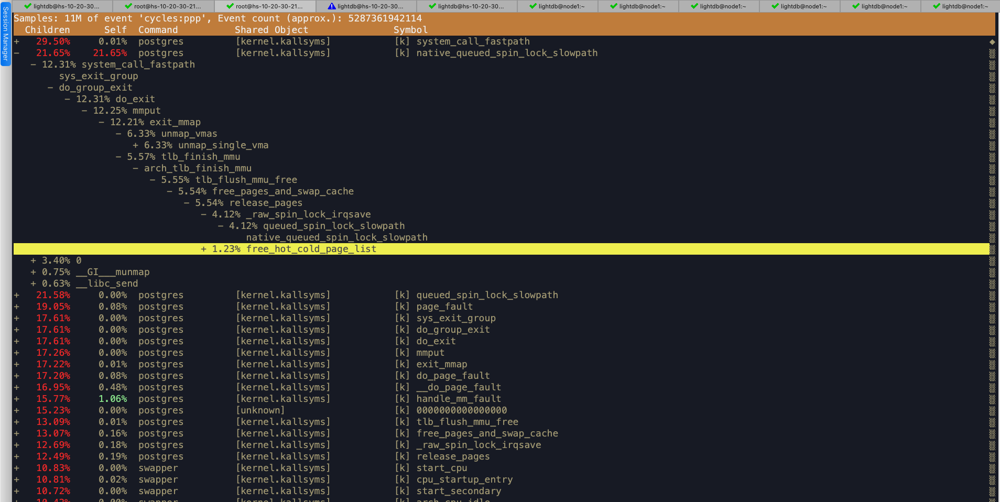 Session Manager
lightdb@hs-10-20-30... root@hs-10-20-30-21... root@hs-10-20-30-21... lightdb@hs-10-20-30... lightdb@hs-10-20-30... lightdb@node1:~ lightdb@node1:~ lightdb@node1:~ lightdb@node1:~ lightdb@node1:~ lightdb@node1:~
Samples: 11M of event 'cycles:ppp', Event count (approx.): 5287361942114
Children Self Command Shared Object Symbol
+ 29.50% 0.01% postgres [kernel.kallsyms] [k] system_call_fastpath
- 21.65% 21.65% postgres [kernel.kallsyms] [k] native_queued_spin_lock_slowpath
- 12.31% system_call_fastpath
sys_exit_group
- do_group_exit
- 12.31% do_exit
- 12.25% mmput
- 12.21% exit_mmap
- 6.33% unmap_vmas
+ 6.33% unmap_single_vma
- 5.57% tlb_finish_mmu
- arch_tlb_finish_mmu
- 5.55% tlb_flush_mmu_free
- 5.54% free_pages_and_swap_cache
- 5.54% release_pages
- 4.12% _raw_spin_lock_irqsave
- 4.12% queued_spin_lock_slowpath
native_queued_spin_lock_slowpath
+ 1.23% free_hot_cold_page_list
+ 3.40% 0
+ 0.75% __GI___munmap
+ 0.63% __libc_send
+ 21.58% 0.00% postgres [kernel.kallsyms] [k] queued_spin_lock_slowpath
+ 19.05% 0.08% postgres [kernel.kallsyms] [k] page_fault
+ 17.61% 0.00% postgres [kernel.kallsyms] [k] sys_exit_group
+ 17.61% 0.00% postgres [kernel.kallsyms] [k] do_group_exit
+ 17.61% 0.00% postgres [kernel.kallsyms] [k] do_exit
+ 17.26% 0.00% postgres [kernel.kallsyms] [k] mmput
+ 17.22% 0.01% postgres [kernel.kallsyms] [k] exit_mmap
+ 17.20% 0.08% postgres [kernel.kallsyms] [k] do_page_fault
+ 16.95% 0.48% postgres [kernel.kallsyms] [k] __do_page_fault
+ 15.77% 1.06% postgres [kernel.kallsyms] [k] handle_mm_fault
+ 15.23% 0.00% postgres [unknown] [k] 0000000000000000
+ 13.09% 0.01% postgres [kernel.kallsyms] [k] tlb_flush_mmu_free
+ 13.07% 0.16% postgres [kernel.kallsyms] [k] free_pages_and_swap_cache
+ 12.69% 0.18% postgres [kernel.kallsyms] [k] _raw_spin_lock_irqsave
+ 12.49% 0.19% postgres [kernel.kallsyms] [k] release_pages
+ 10.83% 0.00% swapper [kernel.kallsyms] [k] start_cpu
+ 10.81% 0.02% swapper [kernel.kallsyms] [k] cpu_startup_entry
+ 10.72% 0.00% swapper [kernel.kallsyms] [k] start_secondary